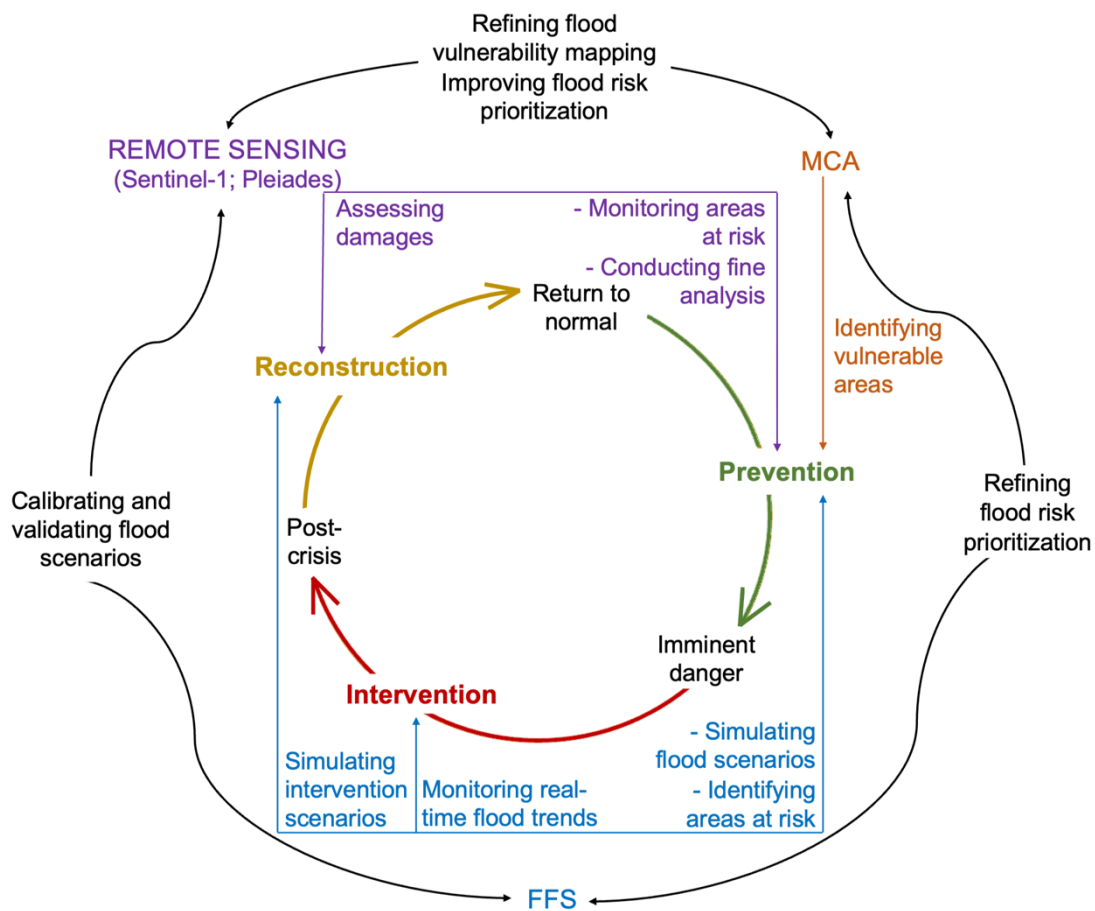 Refining flood
vulnerability mapping
Improving flood risk
prioritization
REMOTE SENSING
(Sentinel-1; Pleiades)
MCA
Assessing
damages
- Monitoring areas
at risk
- Conducting fine
analysis
Return to
normal
Identifying
vulnerable
areas
Reconstruction
Prevention
Calibrating and
validating flood
scenarios
Post-
crisis
Refining
flood risk
prioritization
Imminent
danger
Intervention
Simulating
intervention
scenarios
Monitoring real-
time flood trends
- Simulating
flood scenarios
- Identifying
areas at risk
FFS